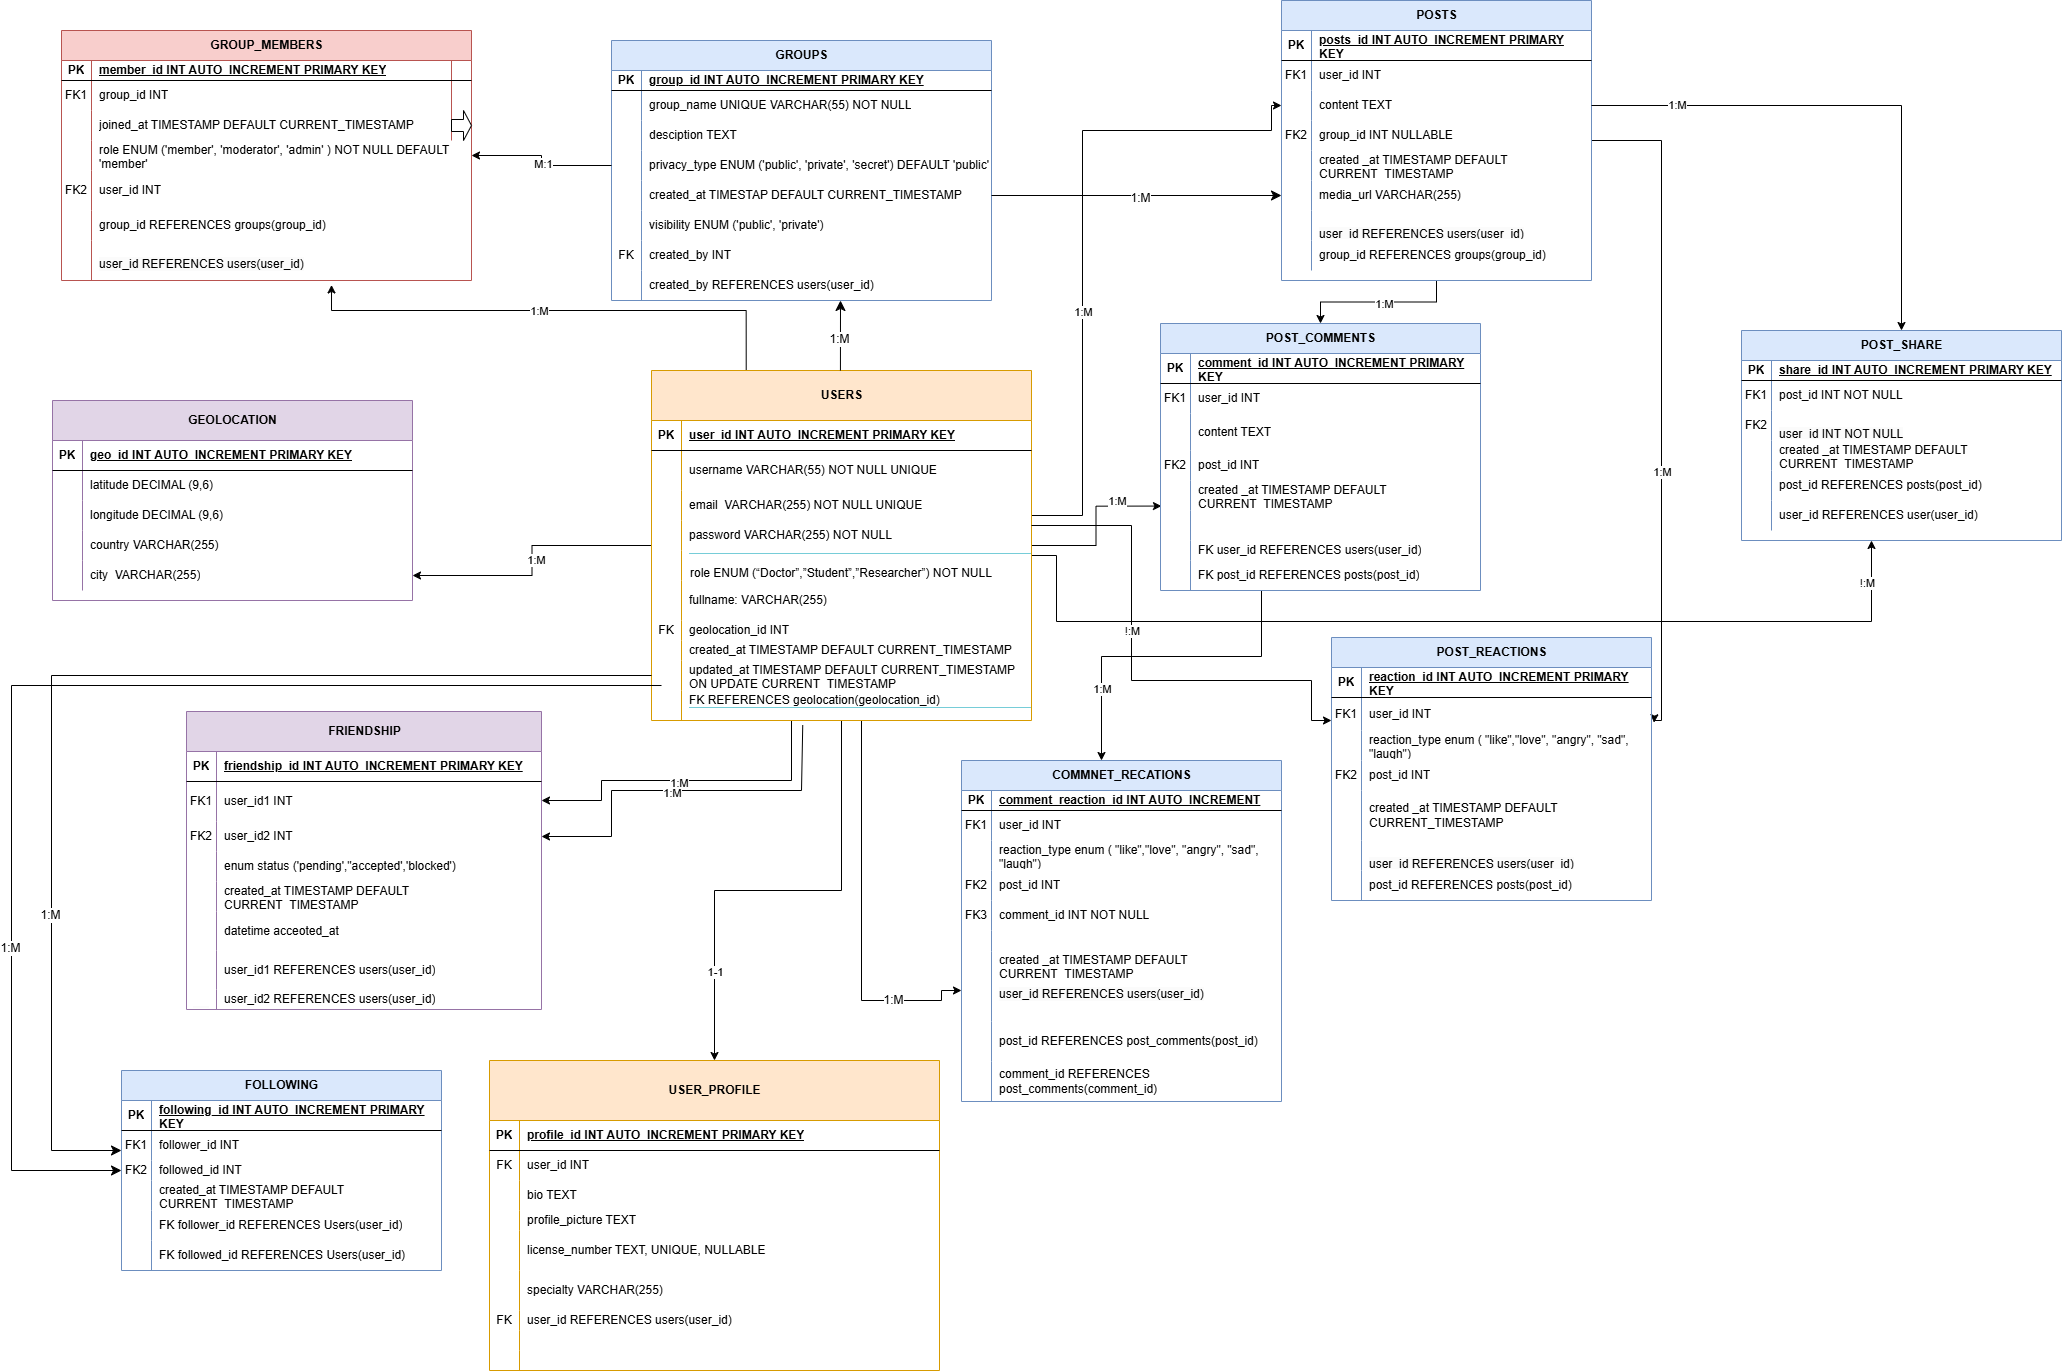 GROUP_MEMBERS
PK member_id INT AUTO_INCREMENT PRIMARY KEY
FK1 group_id INT
joined_at TIMESTAMP DEFAULT CURRENT_TIMESTAMP
role ENUM ('member', 'moderator', 'admin' ) NOT NULL DEFAULT
'member'
FK2 user_id INT
group_id REFERENCES groups(group_id)
user_id REFERENCES users(user_id)
M:1
1:M
GROUPS
PK group_id INT AUTO_INCREMENT PRIMARY KEY
group_name UNIQUE VARCHAR(55) NOT NULL
desciption TEXT
privacy_type ENUM ('public', 'private', 'secret') DEFAULT 'public'
created_at TIMESTAP DEFAULT CURRENT_TIMESTAMP
visibility ENUM ('public', 'private')
FK created_by INT
created_by REFERENCES users(user_id)
1:M
1:M
1:M
POSTS
PK posts_id INT AUTO_INCREMENT PRIMARY
KEY
FK1 user_id INT
content TEXT
FK2 group_id INT NULLABLE
created _at TIMESTAMP DEFAULT
CURRENT_TIMESTAMP
media_url VARCHAR(255)
user_id REFERENCES users(user_id)
group_id REFERENCES groups(group_id)
1:M
1:M
1:M
POST_COMMENTS
PK comment_id INT AUTO_INCREMENT PRIMARY
KEY
FK1 user_id INT
content TEXT
FK2 post_id INT
created _at TIMESTAMP DEFAULT
CURRENT_TIMESTAMP
FK user_id REFERENCES users(user_id)
FK post_id REFERENCES posts(post_id)
POST_SHARE
PK share_id INT AUTO_INCREMENT PRIMARY KEY
FK1 post_id INT NOT NULL
FK2
user_id INT NOT NULL
created _at TIMESTAMP DEFAULT
CURRENT_TIMESTAMP
post_id REFERENCES posts(post_id)
user_id REFERENCES user(user_id)
!:M
USERS
PK user_id INT AUTO_INCREMENT PRIMARY KEY
username VARCHAR(55) NOT NULL UNIQUE
email  VARCHAR(255) NOT NULL UNIQUE
password VARCHAR(255) NOT NULL
role ENUM (“Doctor”,”Student”,”Researcher”) NOT NULL
fullname: VARCHAR(255)
FK geolocation_id INT
created_at TIMESTAMP DEFAULT CURRENT_TIMESTAMP
updated_at TIMESTAMP DEFAULT CURRENT_TIMESTAMP
ON UPDATE CURRENT_TIMESTAMP
FK REFERENCES geolocation(geolocation_id)
1:M
!:M
GEOLOCATION
PK geo_id INT AUTO_INCREMENT PRIMARY KEY
latitude DECIMAL (9,6)
longitude DECIMAL (9,6)
country VARCHAR(255)
city  VARCHAR(255)
1:M
FRIENDSHIP
PK friendship_id INT AUTO_INCREMENT PRIMARY KEY
FK1 user_id1 INT
FK2 user_id2 INT
enum status ('pending',''accepted','blocked')
created_at TIMESTAMP DEFAULT
CURRENT_TIMESTAMP
datetime acceoted_at
user_id1 REFERENCES users(user_id)
user_id2 REFERENCES users(user_id)
1:M
1:M
1:M
1:M
1-1
1:M
1:M
COMMNET_RECATIONS
PK comment_reaction_id INT AUTO_INCREMENT
FK1 user_id INT
reaction_type enum ( "like","love", "angry", "sad",
"laugh")
FK2 post_id INT
FK3 comment_id INT NOT NULL
created _at TIMESTAMP DEFAULT
CURRENT_TIMESTAMP
user_id REFERENCES users(user_id)
post_id REFERENCES post_comments(post_id)
comment_id REFERENCES
post_comments(comment_id)
POST_REACTIONS
PK reaction_id INT AUTO_INCREMENT PRIMARY
KEY
FK1 user_id INT
reaction_type enum ( "like","love", "angry", "sad",
"laugh")
FK2 post_id INT
created _at TIMESTAMP DEFAULT
CURRENT_TIMESTAMP
user_id REFERENCES users(user_id)
post_id REFERENCES posts(post_id)
FOLLOWING
PK following_id INT AUTO_INCREMENT PRIMARY
KEY
FK1 follower_id INT
FK2 followed_id INT
created_at TIMESTAMP DEFAULT
CURRENT_TIMESTAMP
FK follower_id REFERENCES Users(user_id)
FK followed_id REFERENCES Users(user_id)
USER_PROFILE
PK profile_id INT AUTO_INCREMENT PRIMARY KEY
FK user_id INT
bio TEXT
profile_picture TEXT
license_number TEXT, UNIQUE, NULLABLE
specialty VARCHAR(255)
FK user_id REFERENCES users(user_id)